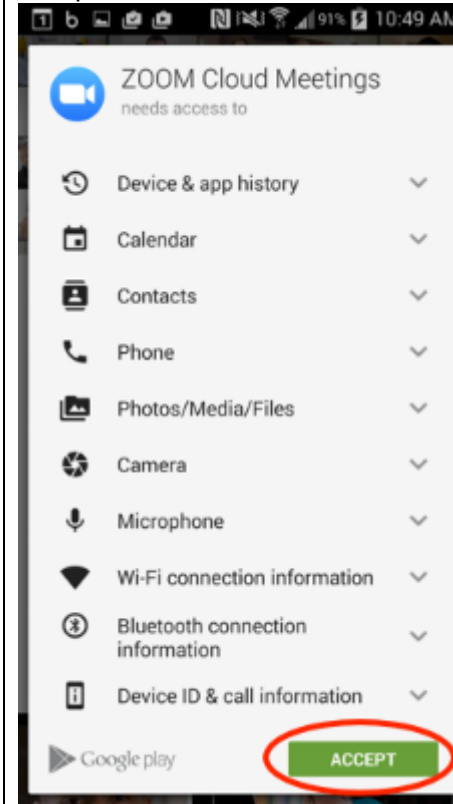 91% 10:49 AM
ZOOM Cloud Meetings
needs access to
Device & app history
Calendar
Contacts
Phone
Photos/Media/Files
Camera
Microphone
Wi-Fi connection information
Bluetooth connection
information
Device ID & call information
Google play
ACCEPT